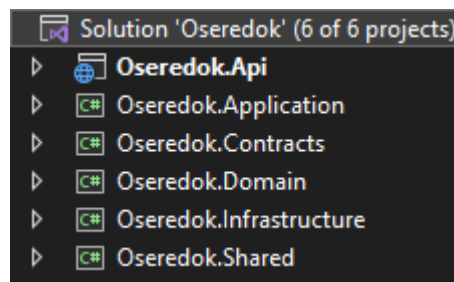 Solution 'Oseredok' (6 of 6 projects)
Oseredok.Api
C# Oseredok.Application
C# Oseredok.Contracts
C# Oseredok.Domain
C# Oseredok.Infrastructure
C# Oseredok.Shared